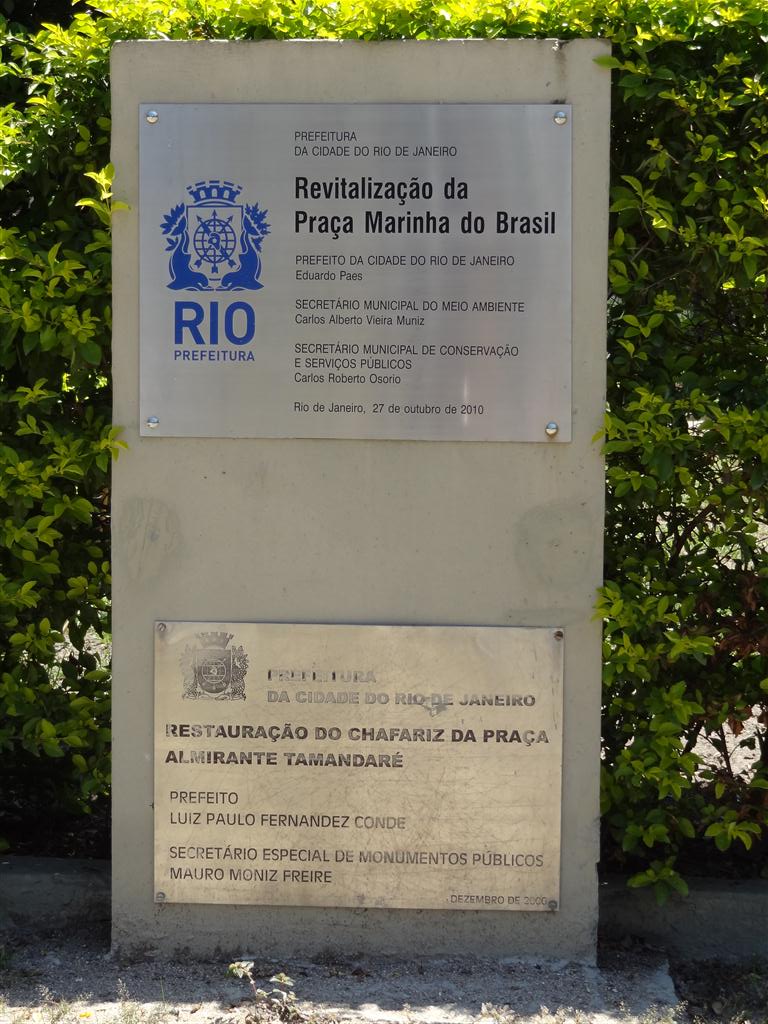 PREFEITURA
DA CIDADE DO RIO DE JANEIRO
Revitalização da
Praça Marinha do Brasil
PREFEITO DA CIDADE DO RIO DE JANEIRO
Eduardo Paes
SECRETÁRIO MUNICIPAL DO MEIO AMBIENTE
Carlos Alberto Vieira Muniz
SECRETÁRIO MUNICIPAL DE CONSERVAÇÃO
E SERVIÇOS PÚBLICOS
Carlos Roberto Osorio
Rio de Janeiro, 27 de outubro de 2010
RIO
PREFEITURA
PREFEITURA
DA CIDADE DO RIO DE JANEIRO
RESTAURAÇÃO DO CHAFARIZ DA PRAÇA
ALMIRANTE TAMANDARÉ
PREFEITO
LUIZ PAULO FERNANDEZ CONDE
SECRETÁRIO ESPECIAL DE MONUMENTOS PÚBLICOS
MAURO MONIZ FREIRE
DEZEMBRO DE 2000